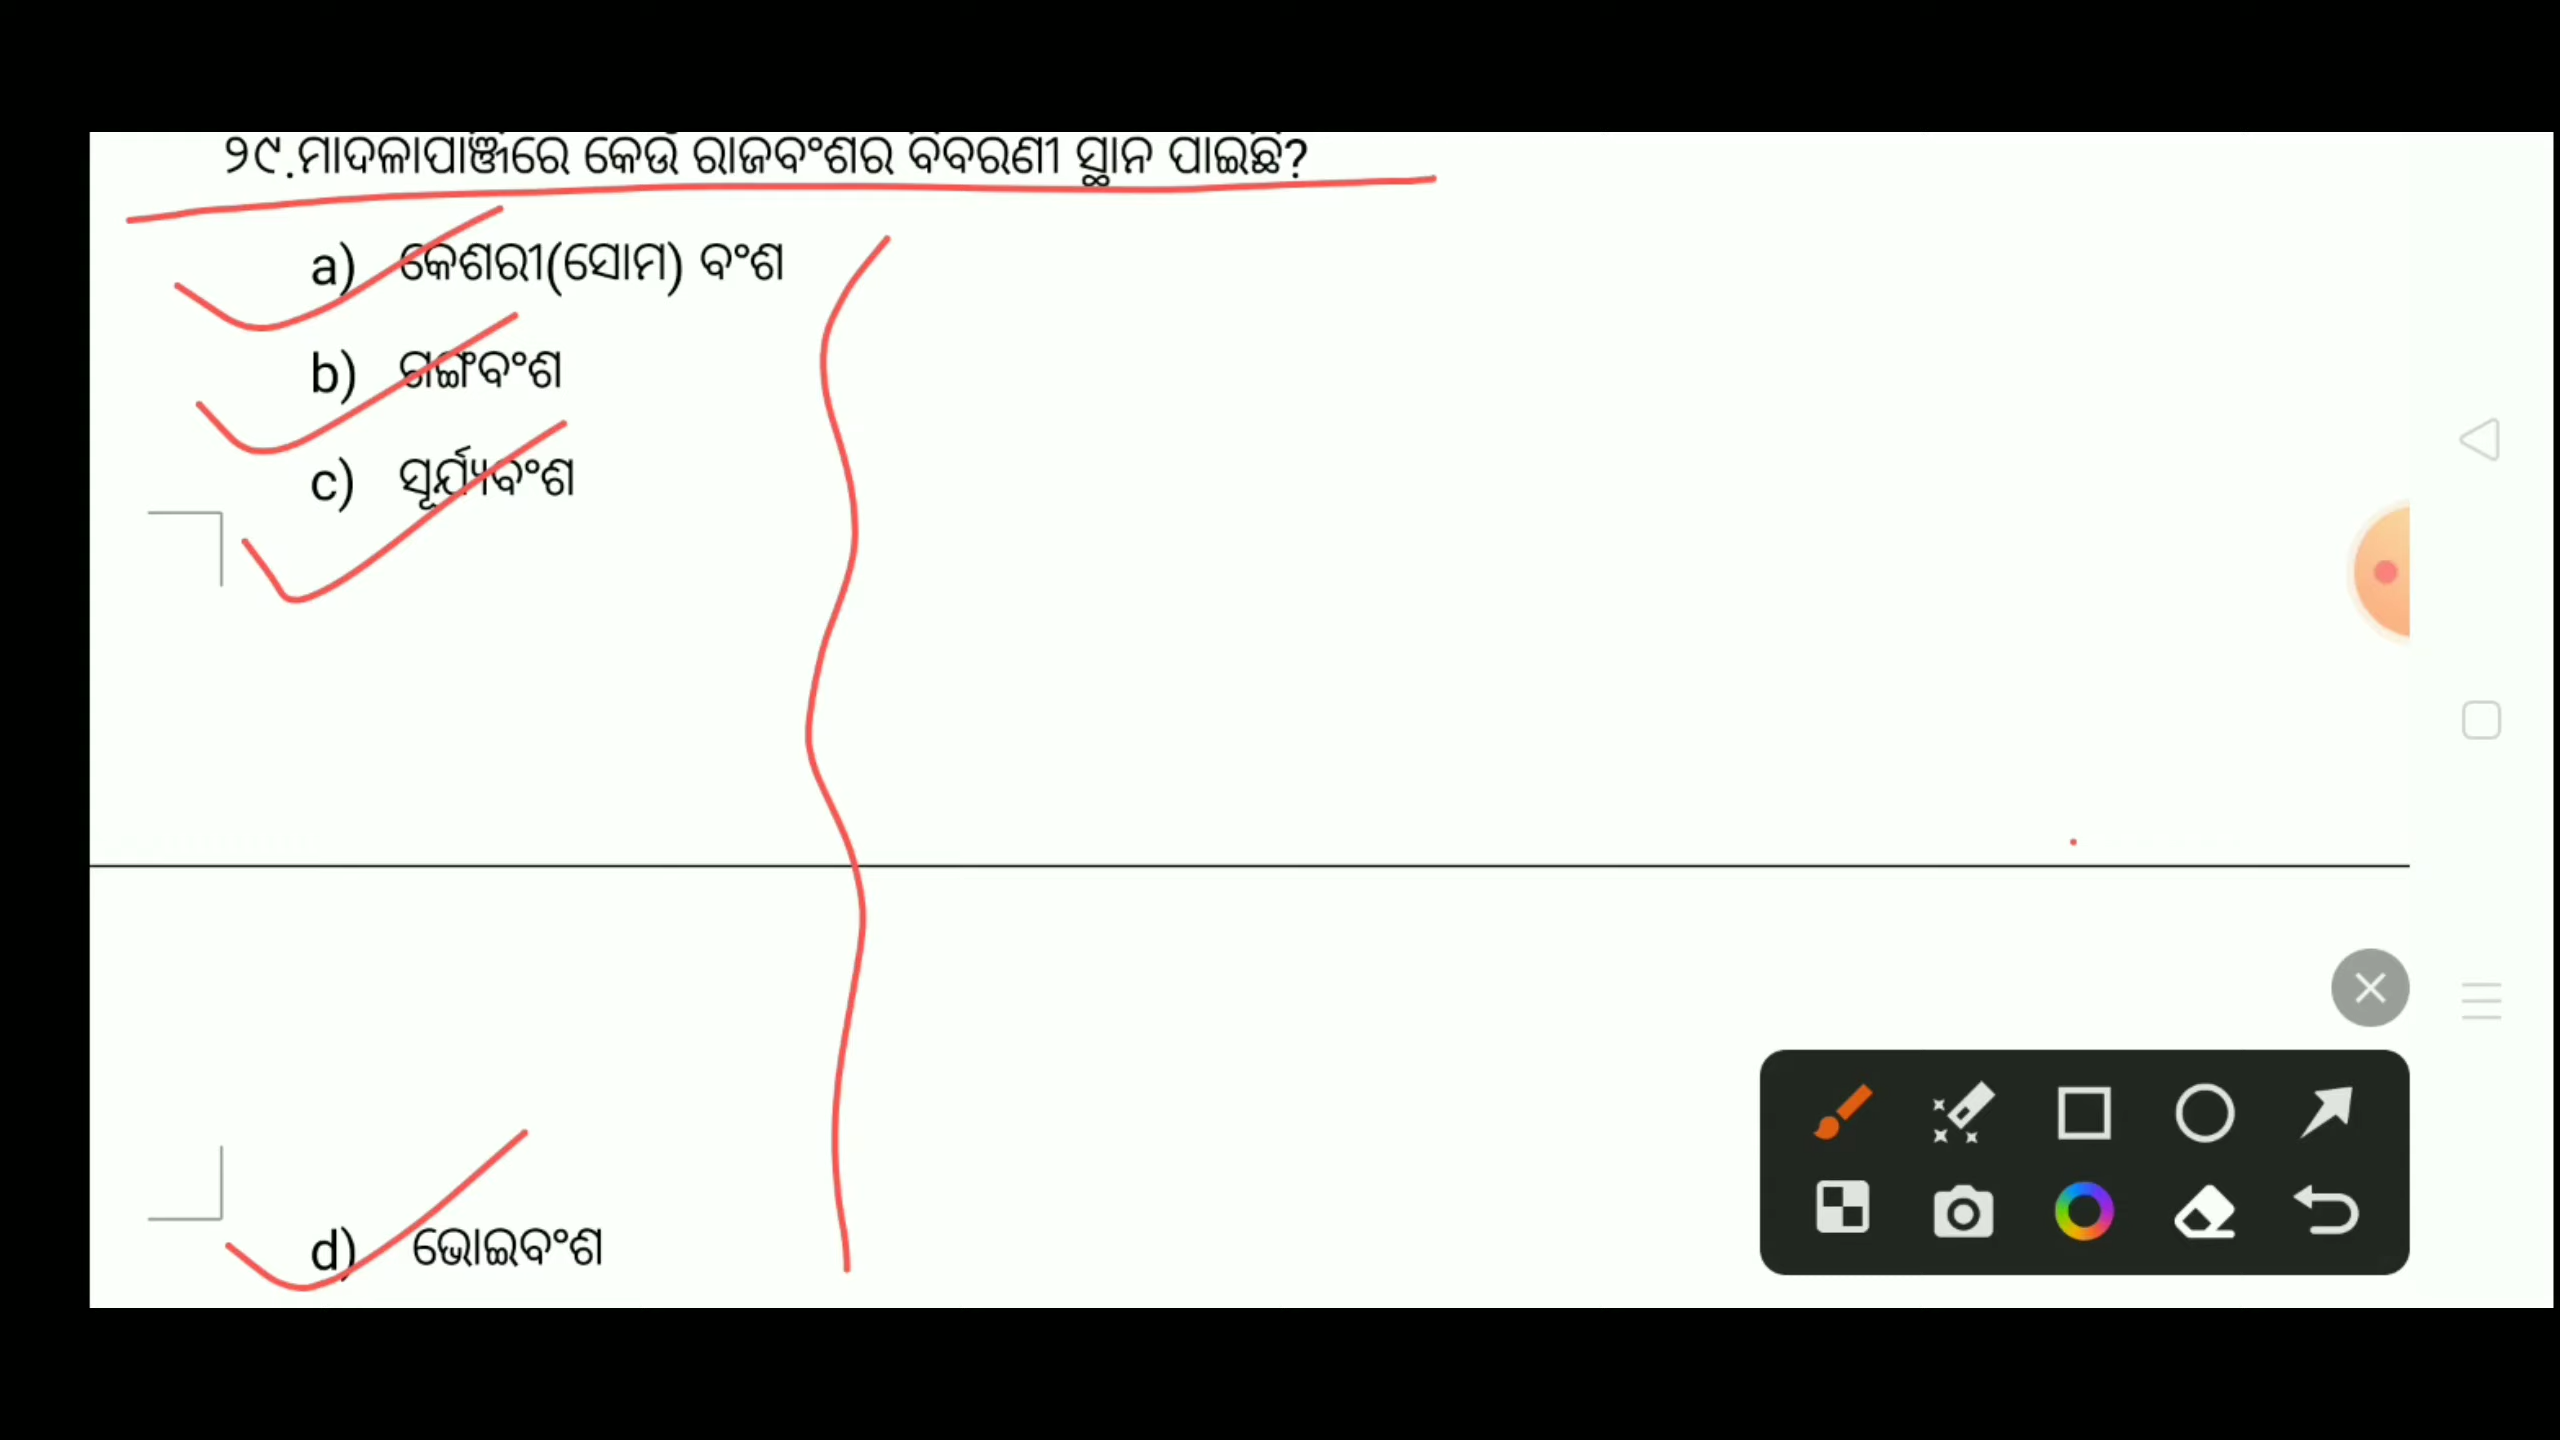 ୨୯.ମାଦଳାପାଞ୍ଜିରେ କେଉଁ ରାଜବଂଶର ବିବରଣୀ ସ୍ଥାନ ପାଇଛି?
a) କେଶରୀ(ସୋମ) ବଂଶ
b) ଗଙ୍ଗବଂଶ
c) ସୂର୍ଯ୍ୟବଂଶ
d) ଭୋଇବଂଶ